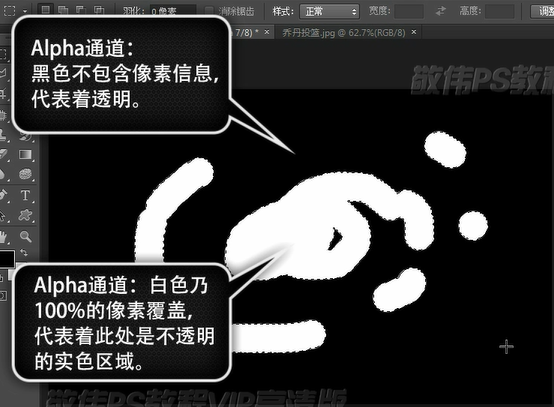 羽化: 0 像素
消除锯齿
样式: 正常
宽度:
高度:
调整
7/8) * ×
乔丹投篮.jpg @ 62.7%(RGB/8) ×
敬伟PS教程
Alpha通道：
黑色不包含像素信息,
代表着透明。
Alpha通道：白色乃
100%的像素覆盖,
代表着此处是不透明
的实色区域。
敬伟PS教程VIP高清版